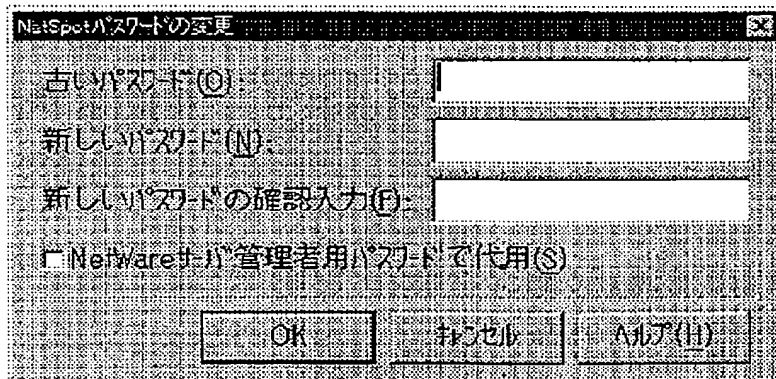 NetSpotパスワードの変更
古いパスワード(O):
新しいパスワード(N):
新しいパスワードの確認入力(F):
NetWareサーバ管理者用パスワードで代用(S)
OK キャンセル ヘルプ(H)